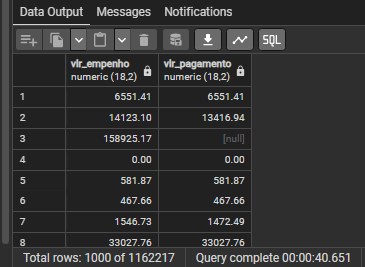 Data Output Messages Notifications
SQL
vlr_empenho vlr_pagamento
numeric (18,2) numeric (18,2)
1 6551.41 6551.41
2 14123.10 13416.94
3 158925.17 [null]
4 0.00 0.00
5 581.87 581.87
6 467.66 467.66
7 1546.73 1472.49
8 33027.76 33027.76
Total rows: 1000 of 1162217 Query complete 00:00:40.651